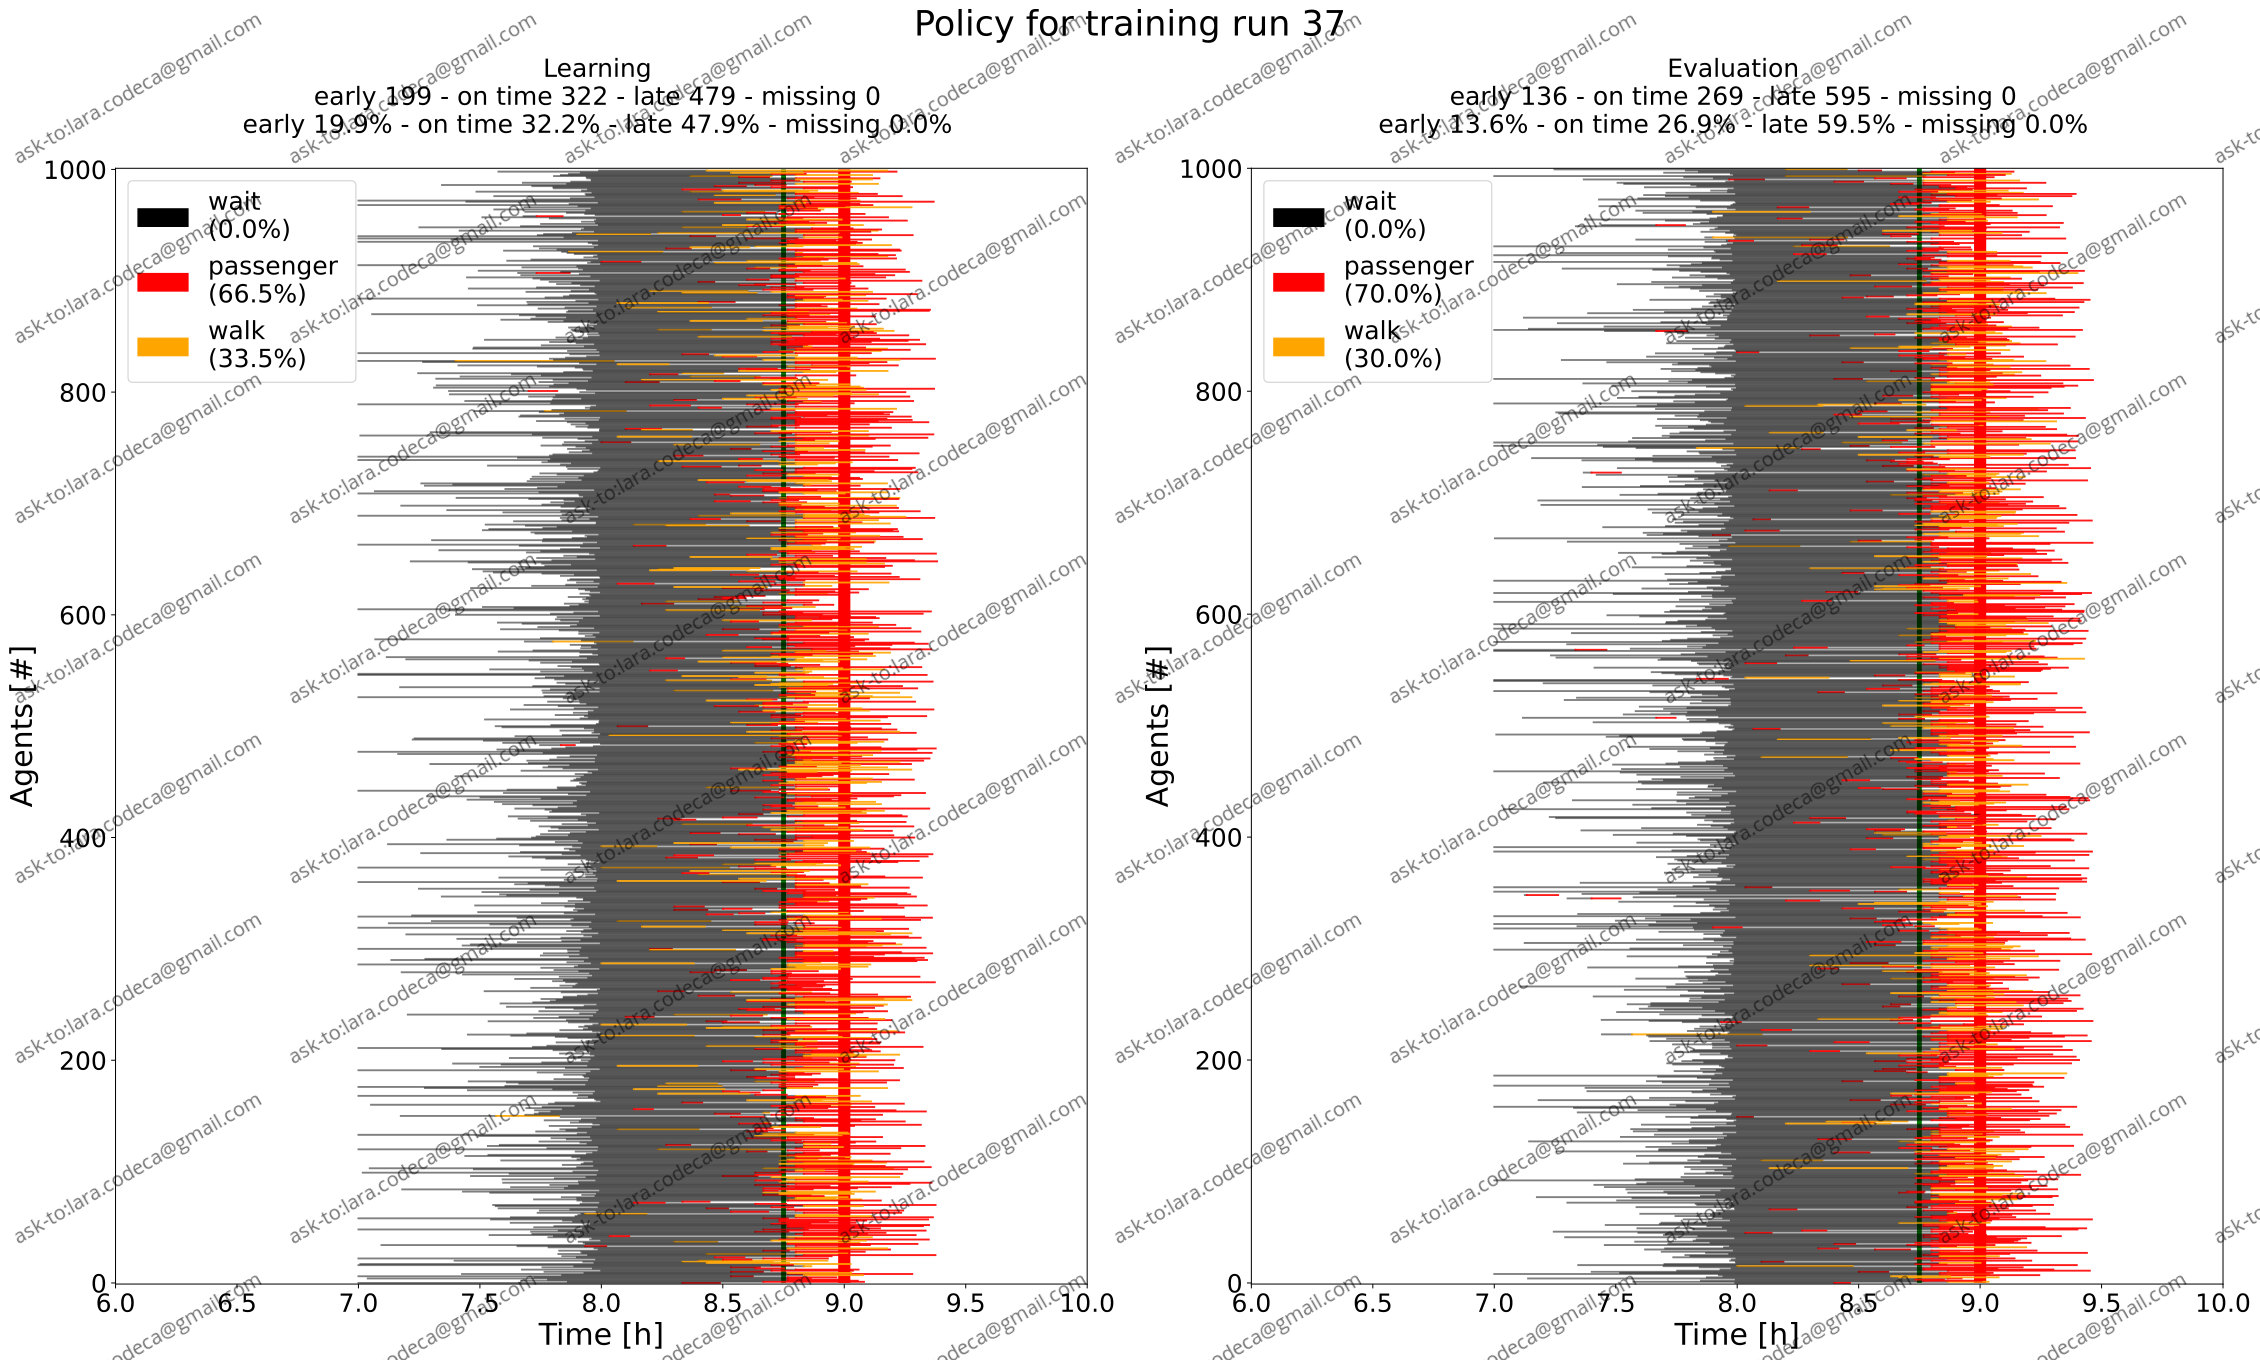 Policy for training run 37
Learning
early 199 - on time 322 - late 479 - missing 0
early 19.9% - on time 32.2% - late 47.9% - missing 0.0%
wait
(0.0%)
passenger
(66.5%)
walk
(33.5%)
Agents [#]
1000
800
600
400
200
0
6.0 6.5 7.0 7.5 8.0 8.5 9.0 9.5 10.0
Time [h]
Evaluation
early 136 - on time 269 - late 595 - missing 0
early 13.6% - on time 26.9% - late 59.5% - missing 0.0%
wait
(0.0%)
passenger
(70.0%)
walk
(30.0%)
Agents [#]
1000
800
600
400
200
0
6.0 6.5 7.0 7.5 8.0 8.5 9.0 9.5 10.0
Time [h]
ask-to:lara.codeca@gmail.com